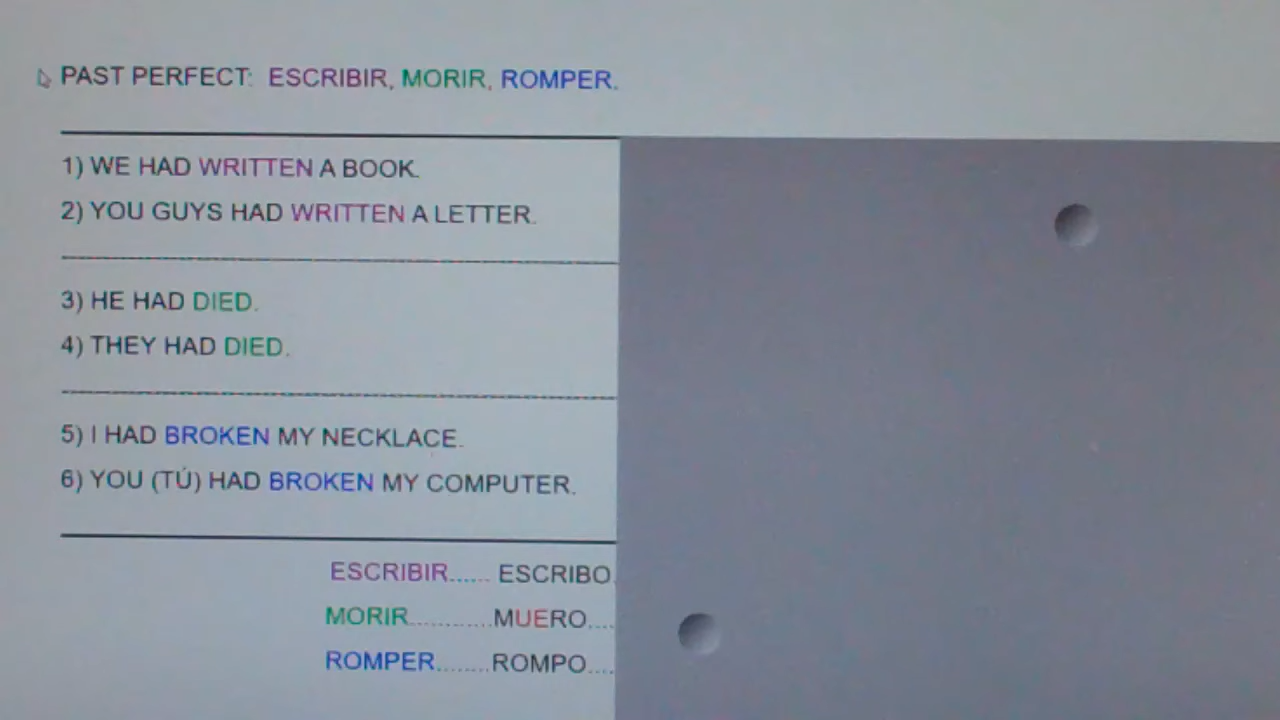 PAST PERFECT: ESCRIBIR, MORIR, ROMPER.
1) WE HAD WRITTEN A BOOK.
2) YOU GUYS HAD WRITTEN A LETTER.
3) HE HAD DIED.
4) THEY HAD DIED.
5) I HAD BROKEN MY NECKLACE.
6) YOU (TÚ) HAD BROKEN MY COMPUTER.
ESCRIBIR...... ESCRIBO.
MORIR............MUERO....
ROMPER........ROMPO....